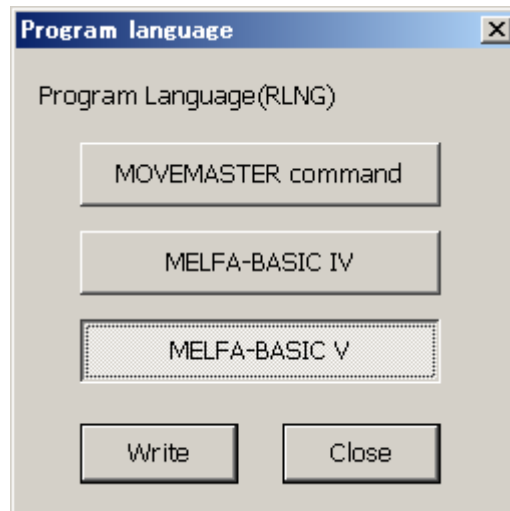 Program language
Program Language(RLNG)
MOVEMASTER command
MELFA-BASIC IV
MELFA-BASIC V
Write Close